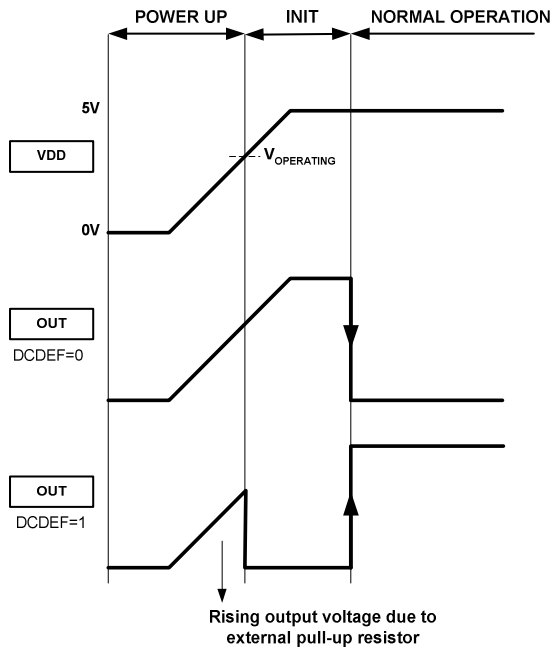 POWER UP INIT NORMAL OPERATION
5V
VDD
VOPERATING
0V
OUT
DCDEF=0
OUT
DCDEF=1
Rising output voltage due to
external pull-up resistor